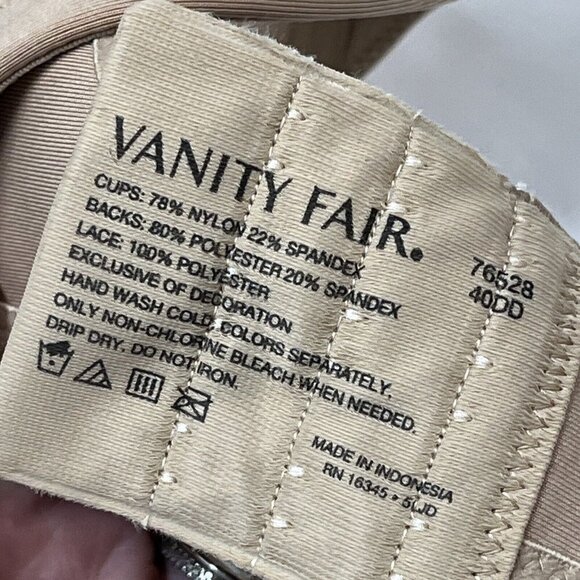 VANITY FAIR.
76528
40DD
CUPS: 78% NYLON 22% SPANDEX
BACKS: 80% POLYESTER 20% SPANDEX
LACE: 100% POLYESTER
EXCLUSIVE OF DECORATION
HAND WASH COLD, COLORS SEPARATELY,
ONLY NON-CHLORINE BLEACH WHEN NEEDED.
DRIP DRY, DO NOT IRON.
MADE IN INDONESIA
RN 16345 •